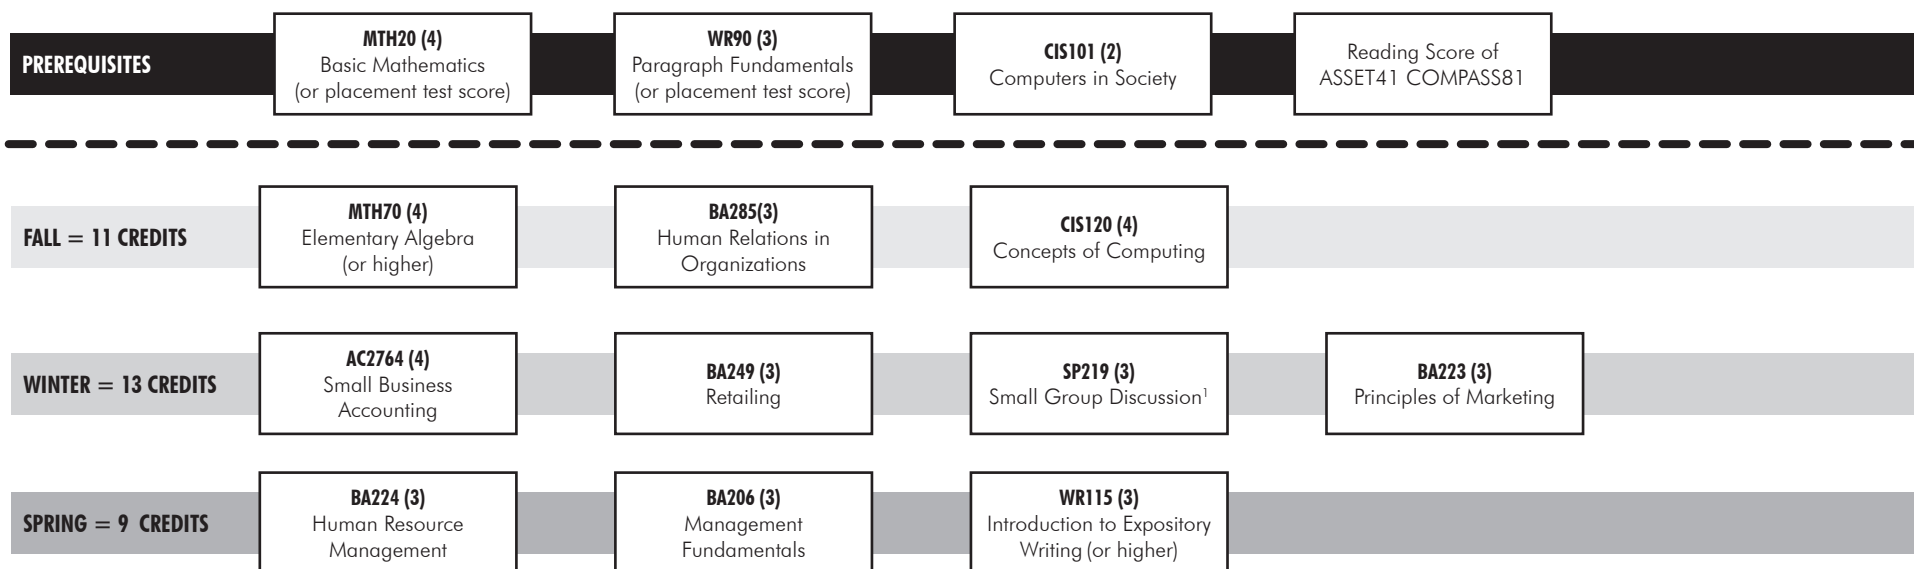 PREREQUISITES
MTH20 (4)
Basic Mathematics
(or placement test score)
WR90 (3)
Paragraph Fundamentals
(or placement test score)
CIS101 (2)
Computers in Society
Reading Score of
ASSET41 COMPASS81
FALL = 11 CREDITS
MTH70 (4)
Elementary Algebra
(or higher)
BA285(3)
Human Relations in
Organizations
CIS120 (4)
Concepts of Computing
WINTER = 13 CREDITS
AC2764 (4)
Small Business
Accounting
BA249 (3)
Retailing
SP219 (3)
Small Group Discussion¹
BA223 (3)
Principles of Marketing
SPRING = 9 CREDITS
BA224 (3)
Human Resource
Management
BA206 (3)
Management
Fundamentals
WR115 (3)
Introduction to Expository
Writing (or higher)